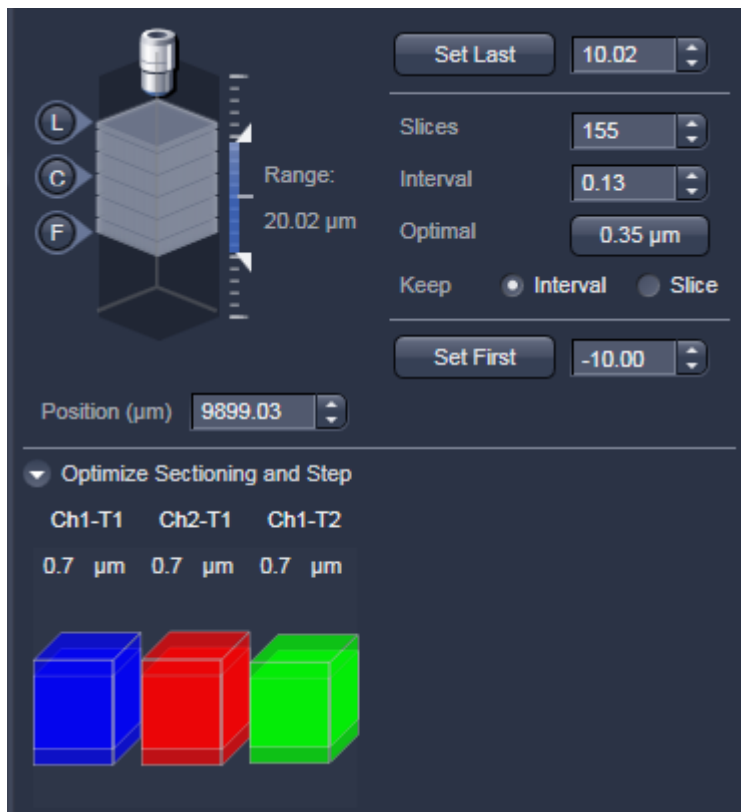 Set Last 10.02
L
Slices 155
C Range: Interval 0.13
F 20.02 µm Optimal 0.35 µm
Keep Interval Slice
Set First -10.00
Position (µm) 9899.03
Optimize Sectioning and Step
Ch1-T1 Ch2-T1 Ch1-T2
0.7 µm 0.7 µm 0.7 µm